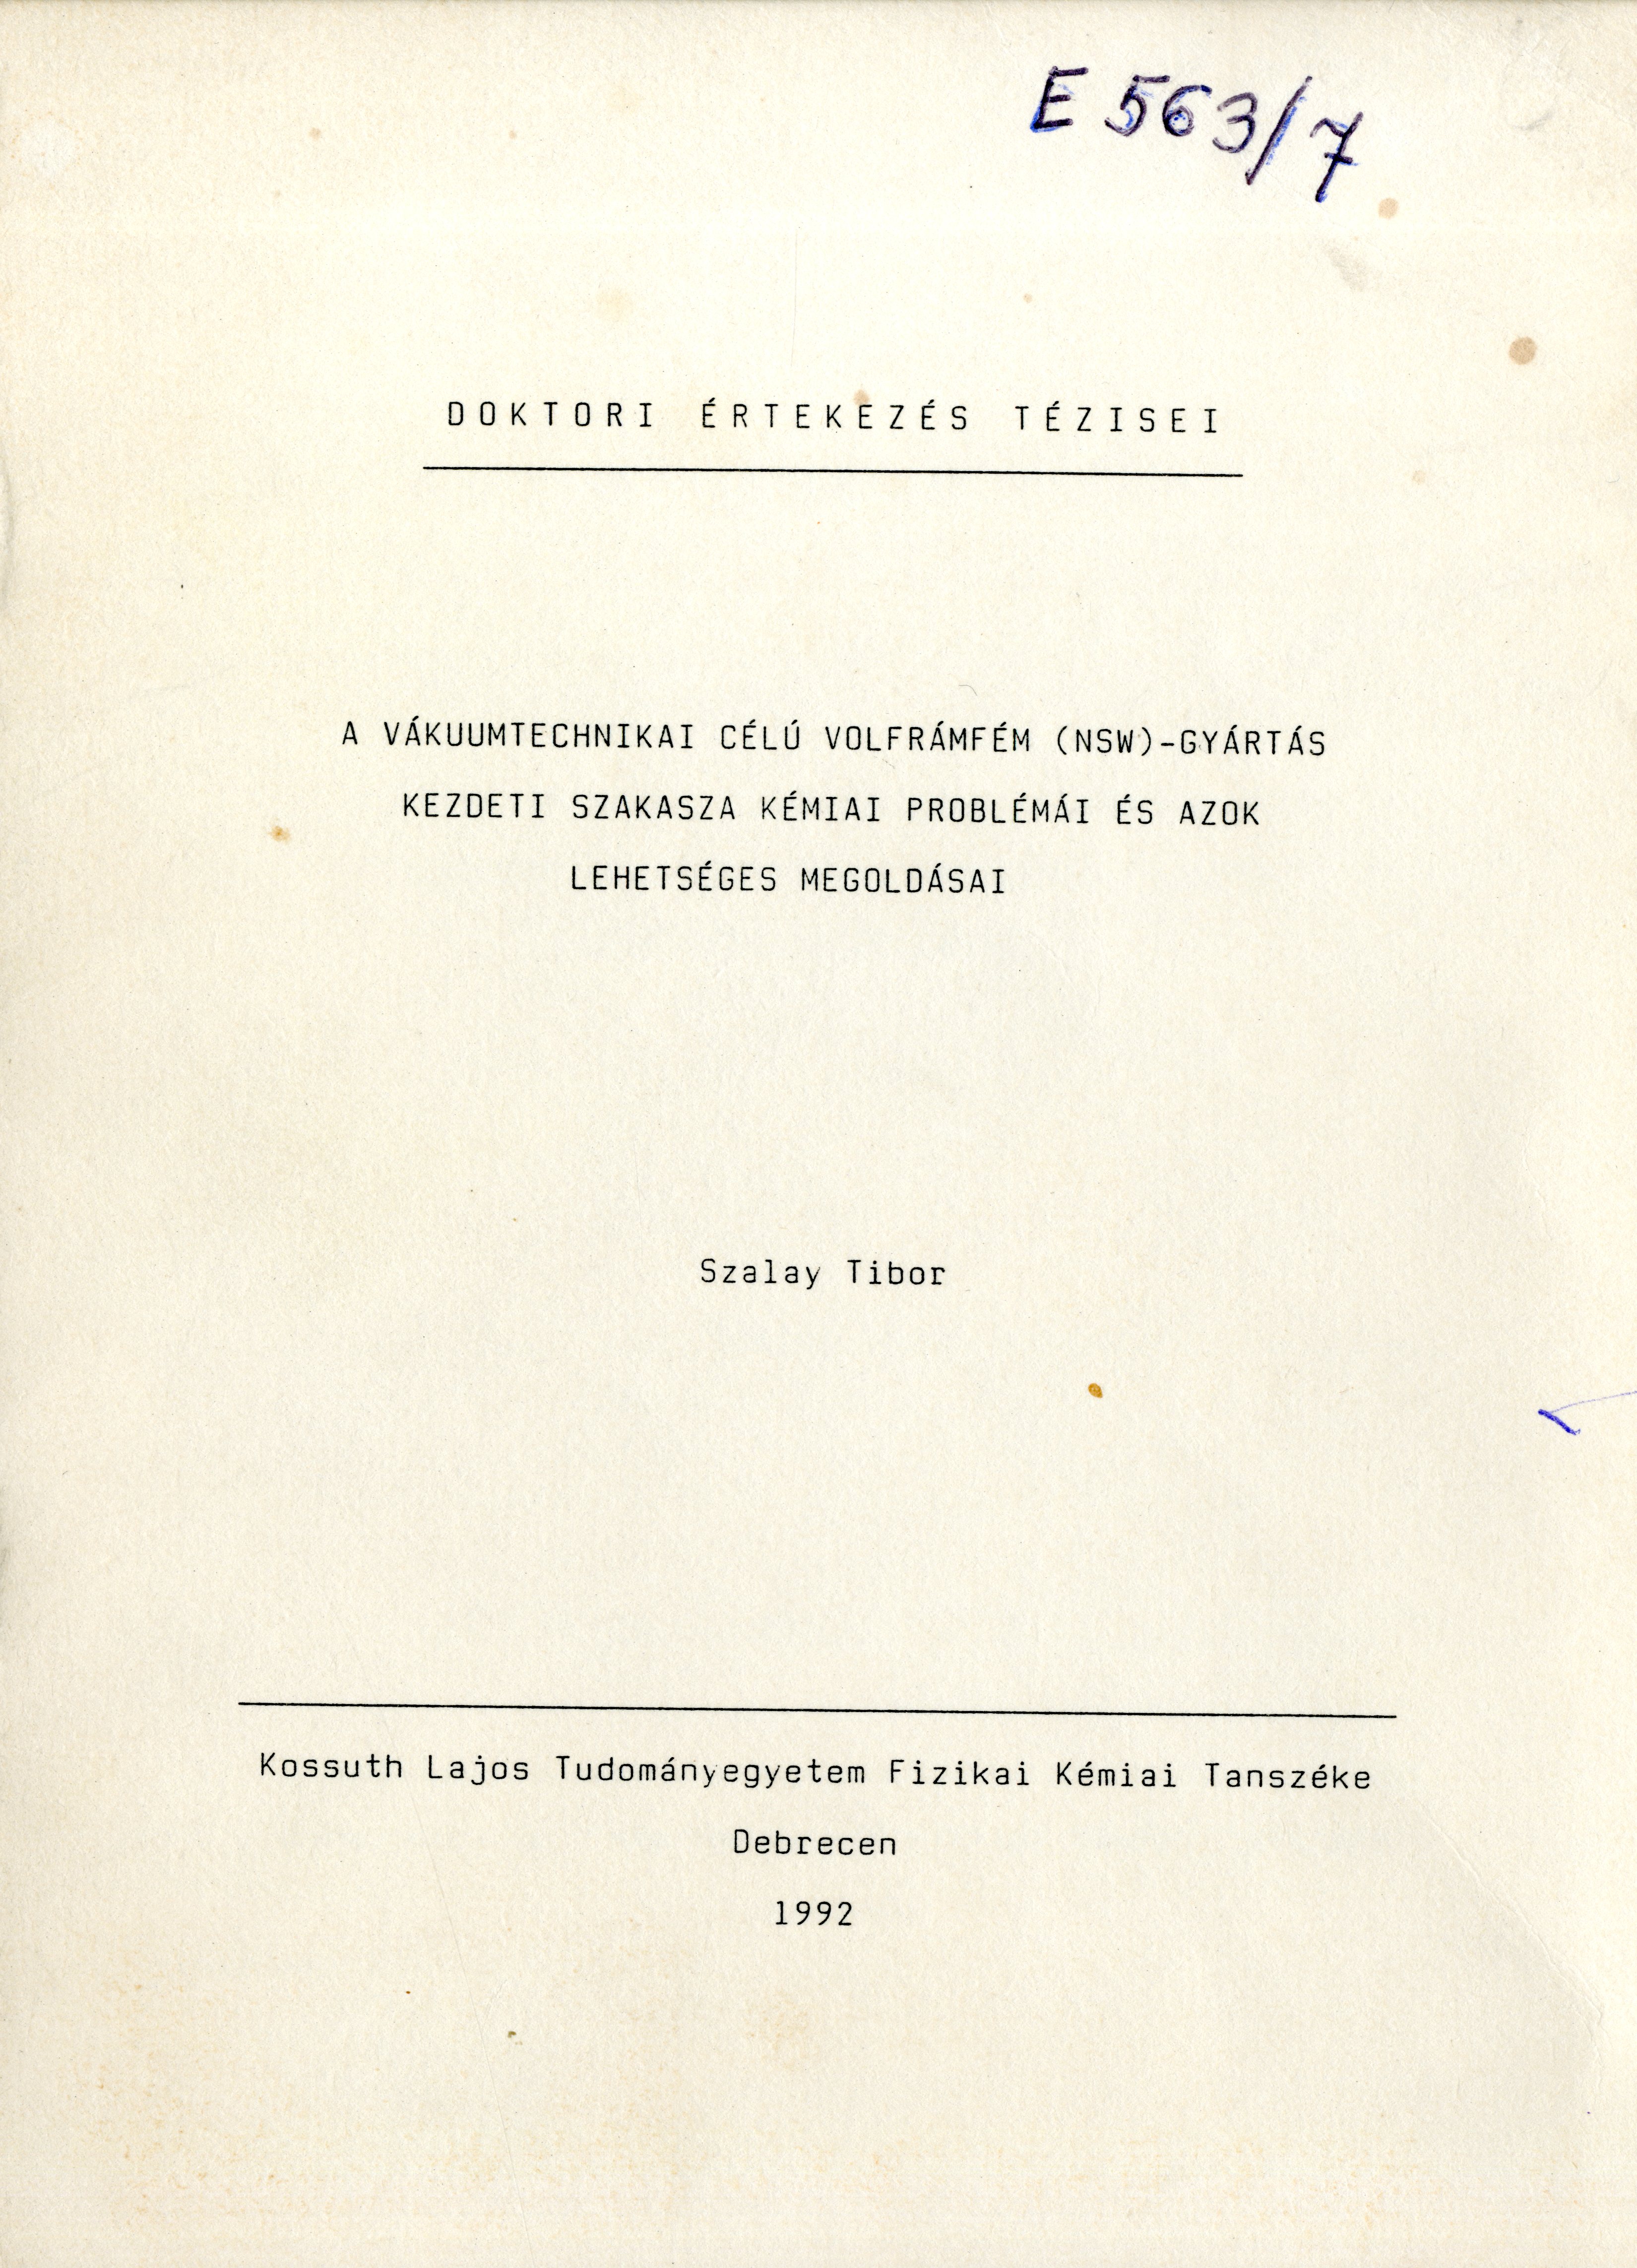 E 563/7
DOKTORI ÉRTEKEZÉS TÉZISEI
A VÁKUUMTECHNIKAI CÉLÚ VOLFRÁMFÉM (NSW)-GYÁRTÁS
KEZDETI SZAKASZA KÉMIAI PROBLÉMÁI ÉS AZOK
LEHETSÉGES MEGOLDÁSAI
Szalay Tibor
Kossuth Lajos Tudományegyetem Fizikai Kémiai Tanszéke
Debrecen
1992